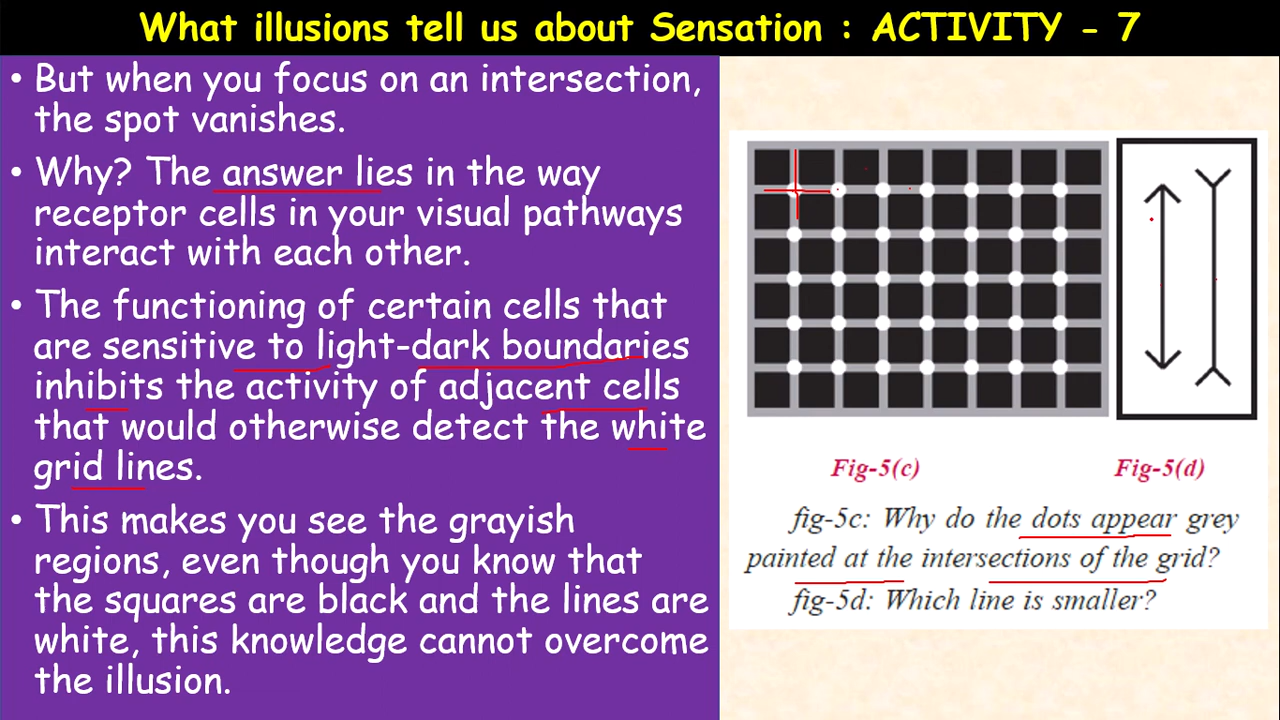 What illusions tell us about Sensation : ACTIVITY - 7
• But when you focus on an intersection,
the spot vanishes.
• Why? The answer lies in the way
receptor cells in your visual pathways
interact with each other.
• The functioning of certain cells that
are sensitive to light-dark boundaries
inhibits the activity of adjacent cells
that would otherwise detect the white
grid lines.
• This makes you see the grayish
regions, even though you know that
the squares are black and the lines are
white, this knowledge cannot overcome
the illusion.
Fig-5(c) Fig-5(d)
fig-5c: Why do the dots appear grey
painted at the intersections of the grid?
fig-5d: Which line is smaller?